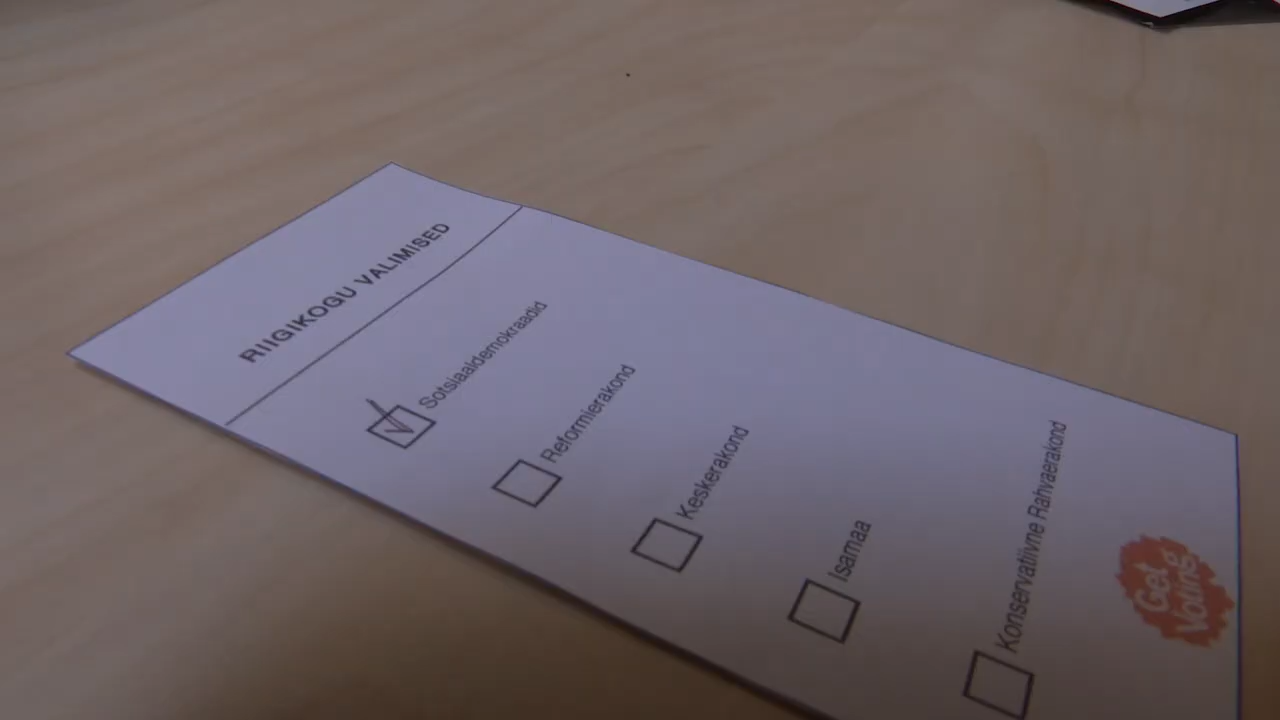 RIIGIKOGU VALIMISED
Sotsiaaldemokraadid
Reformierakond
Keskerakond
Isamaa
Konservatiivne Rahvaerakond
Get
Voting